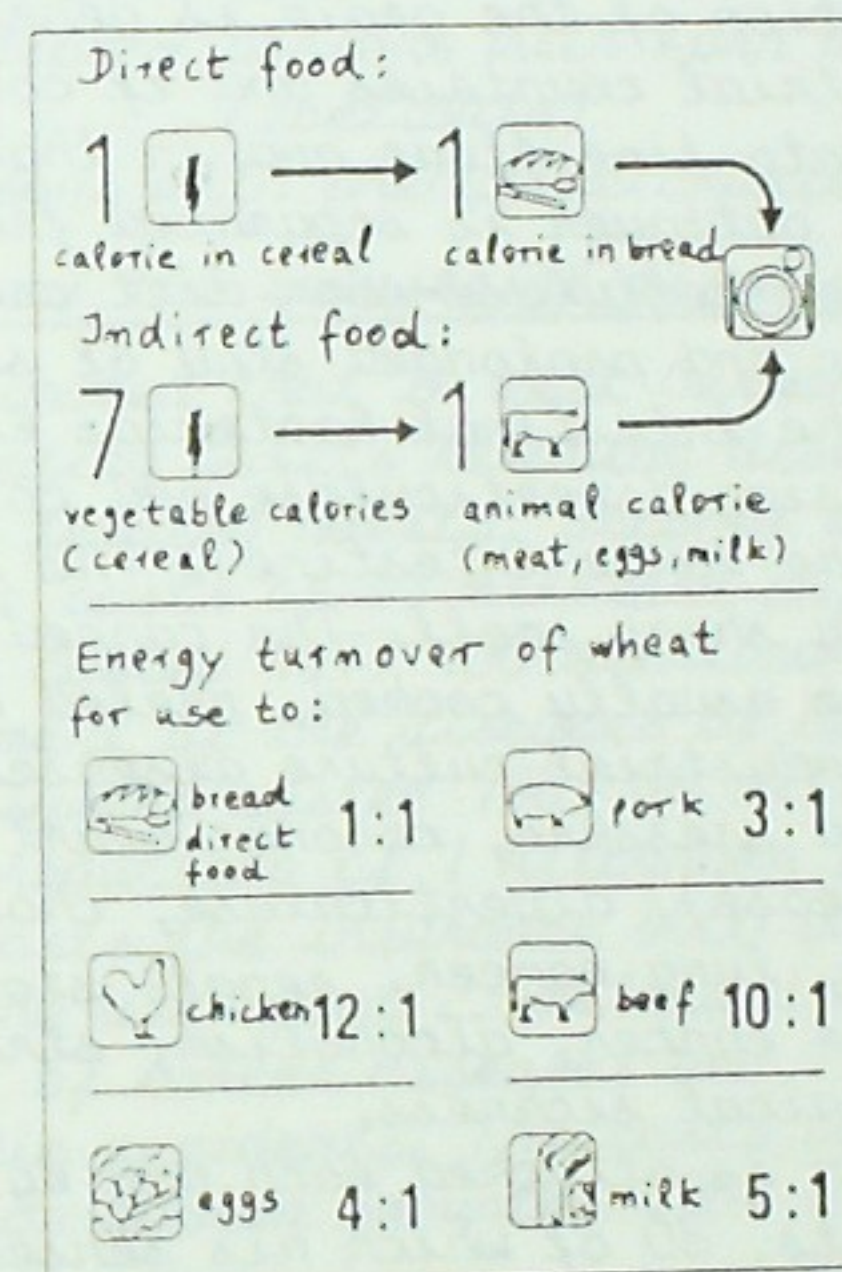 Direct food:
1 1
calorie in cereal calorie in bread
Indirect food:
7 1
vegetable calories animal calorie
(cereal) (meat, eggs, milk)
Energy turnover of wheat
for use to:
bread
direct
food 1:1
pork 3:1
chicken 12:1
beef 10:1
eggs 4:1
milk 5:1